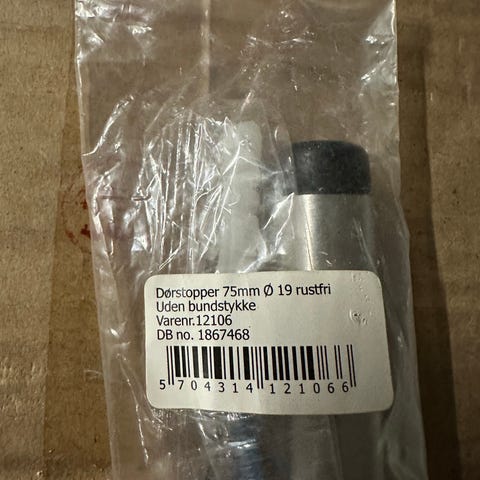 Dørstopper 75mm Ø 19 rustfri
Uden bundstykke
Varenr.12106
DB no. 1867468
5 704314 121066